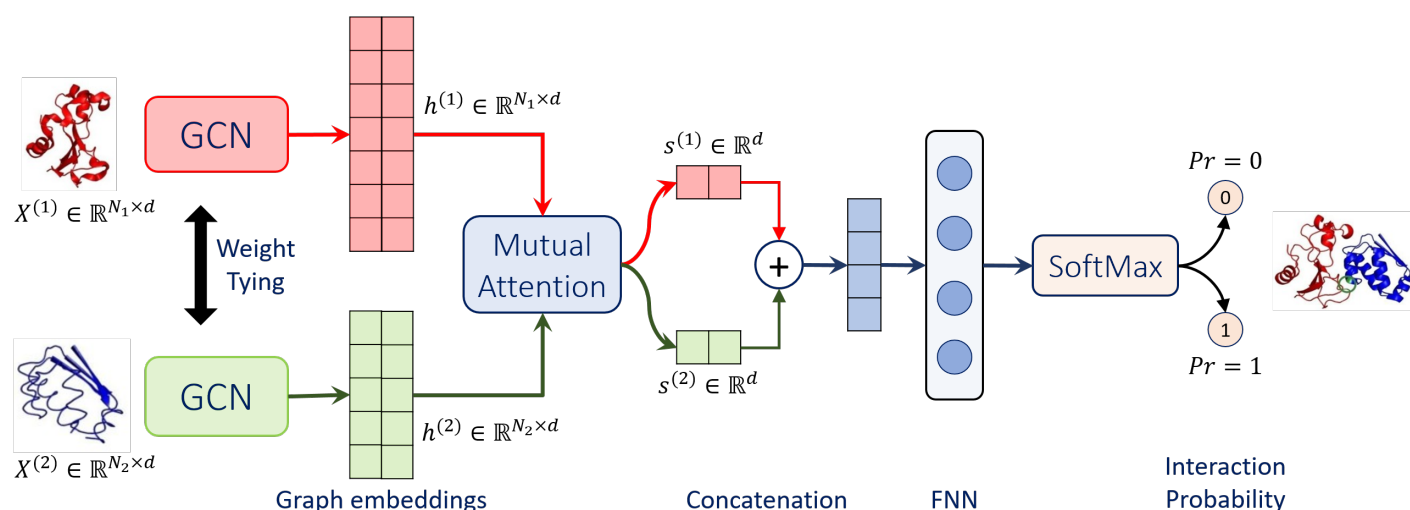 GCN
X^{(1)} ∈ ℝ^{N_1×d}
h^{(1)} ∈ ℝ^{N_1×d}
Weight
Tying
Mutual
Attention
s^{(1)} ∈ ℝ^d
+
s^{(2)} ∈ ℝ^d
SoftMax
Pr = 0
0
1
Pr = 1
GCN
X^{(2)} ∈ ℝ^{N_2×d}
h^{(2)} ∈ ℝ^{N_2×d}
Graph embeddings
Concatenation
FNN
Interaction
Probability